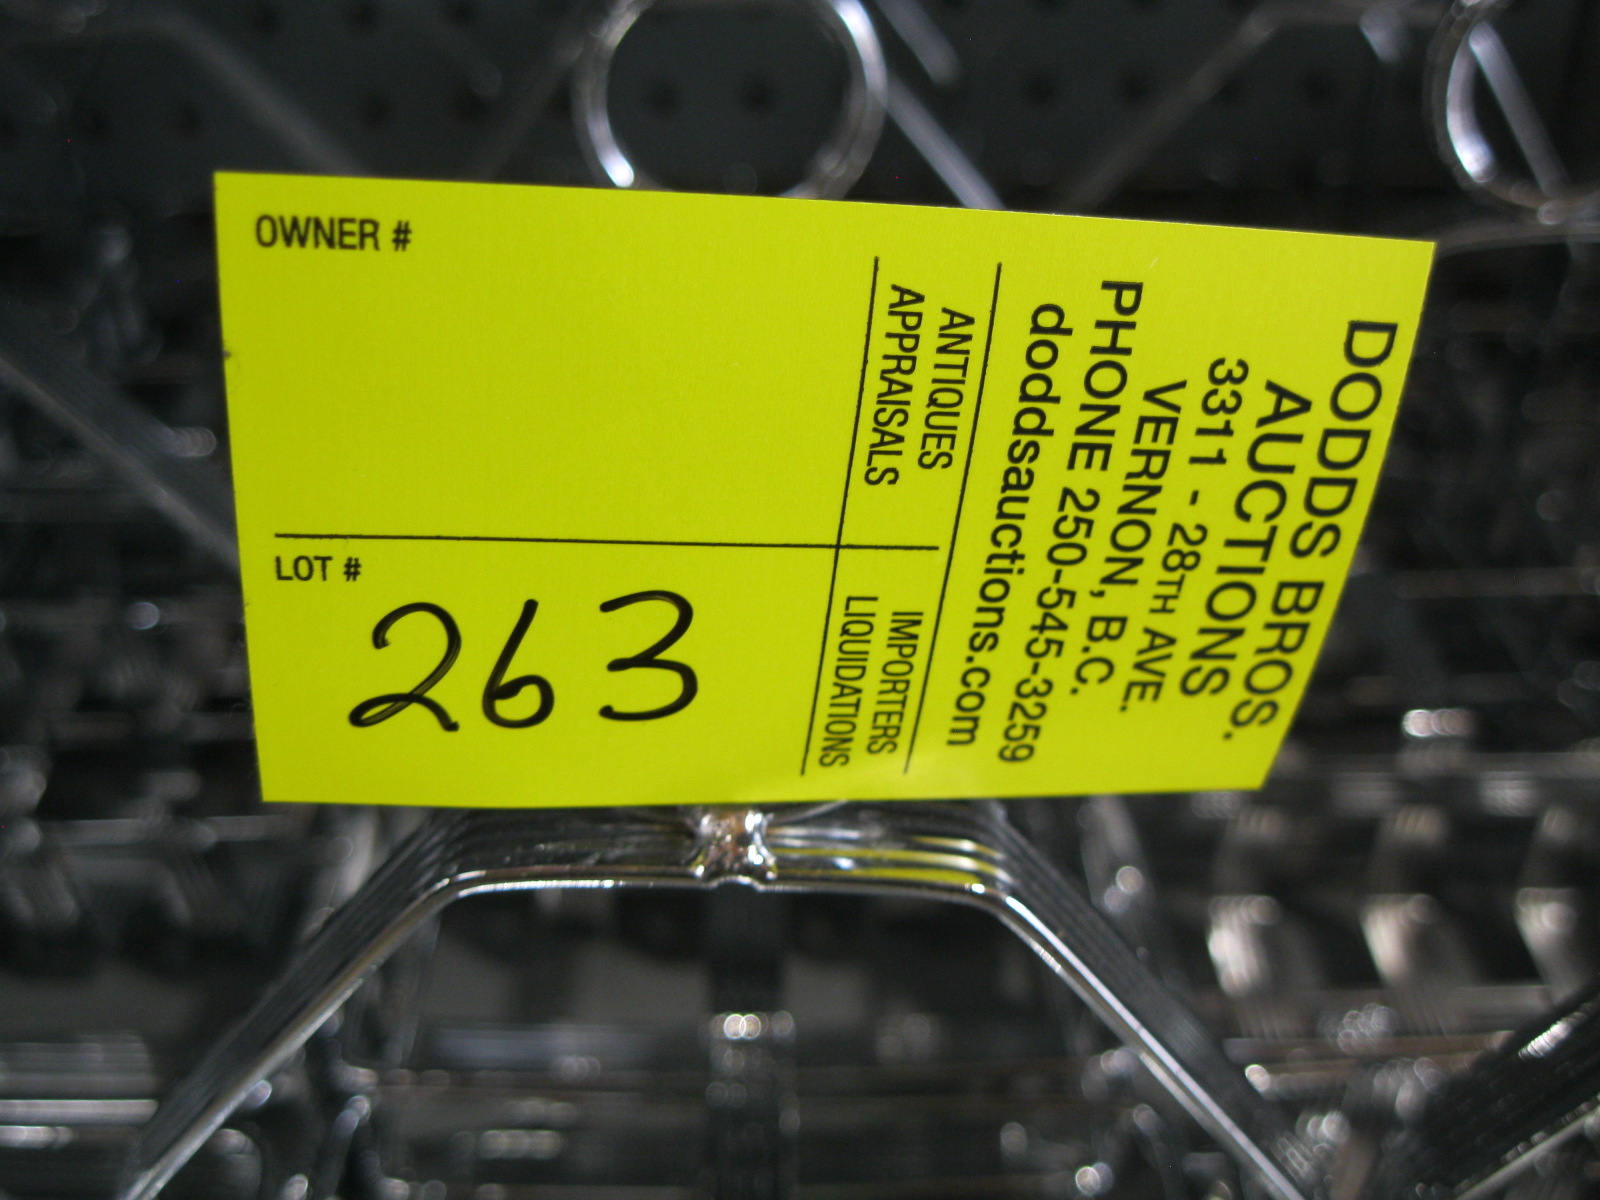 OWNER #
LOT #
263
DODDS BROS.
AUCTIONS
3311 - 28TH AVE.
VERNON, B.C.
PHONE 250-545-3259
doddsauctions.com
ANTIQUES
APPRAISALS
IMPORTERS
LIQUIDATIONS